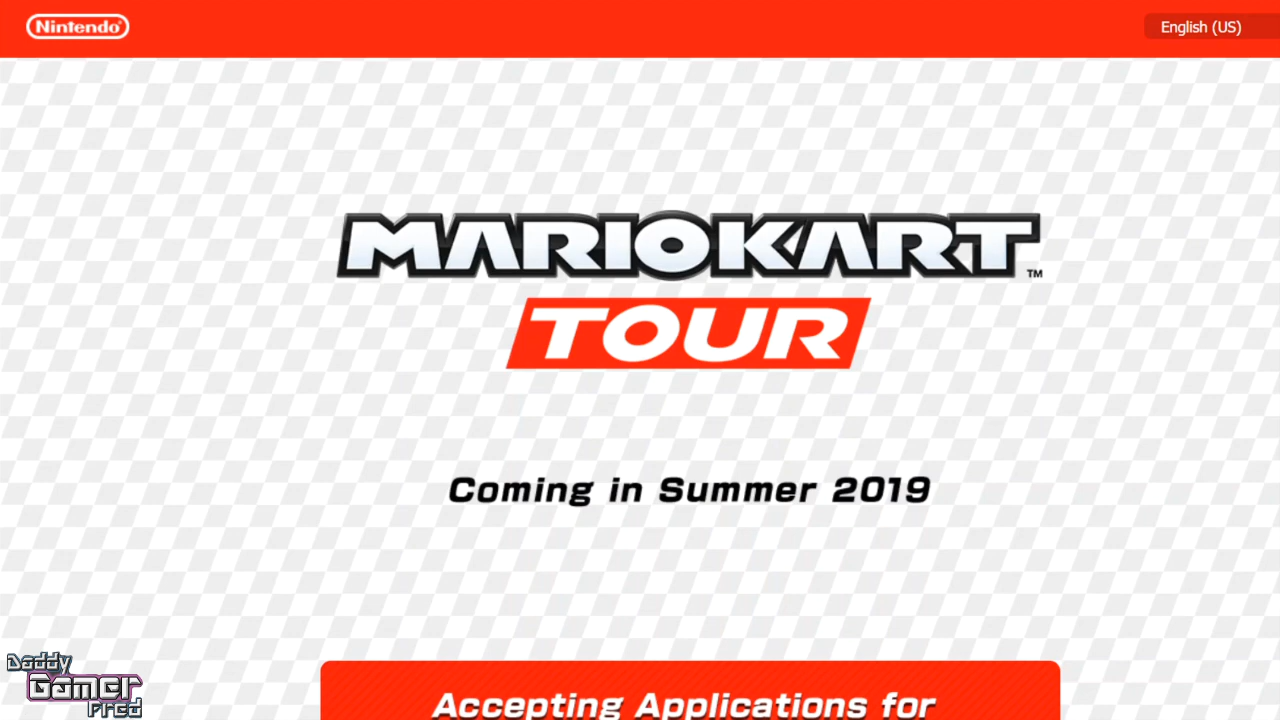 Nintendo®
English (US)
MARIOKART™
TOUR
Coming in Summer 2019
Accepting Applications for
Daddy
Gamer
Fred